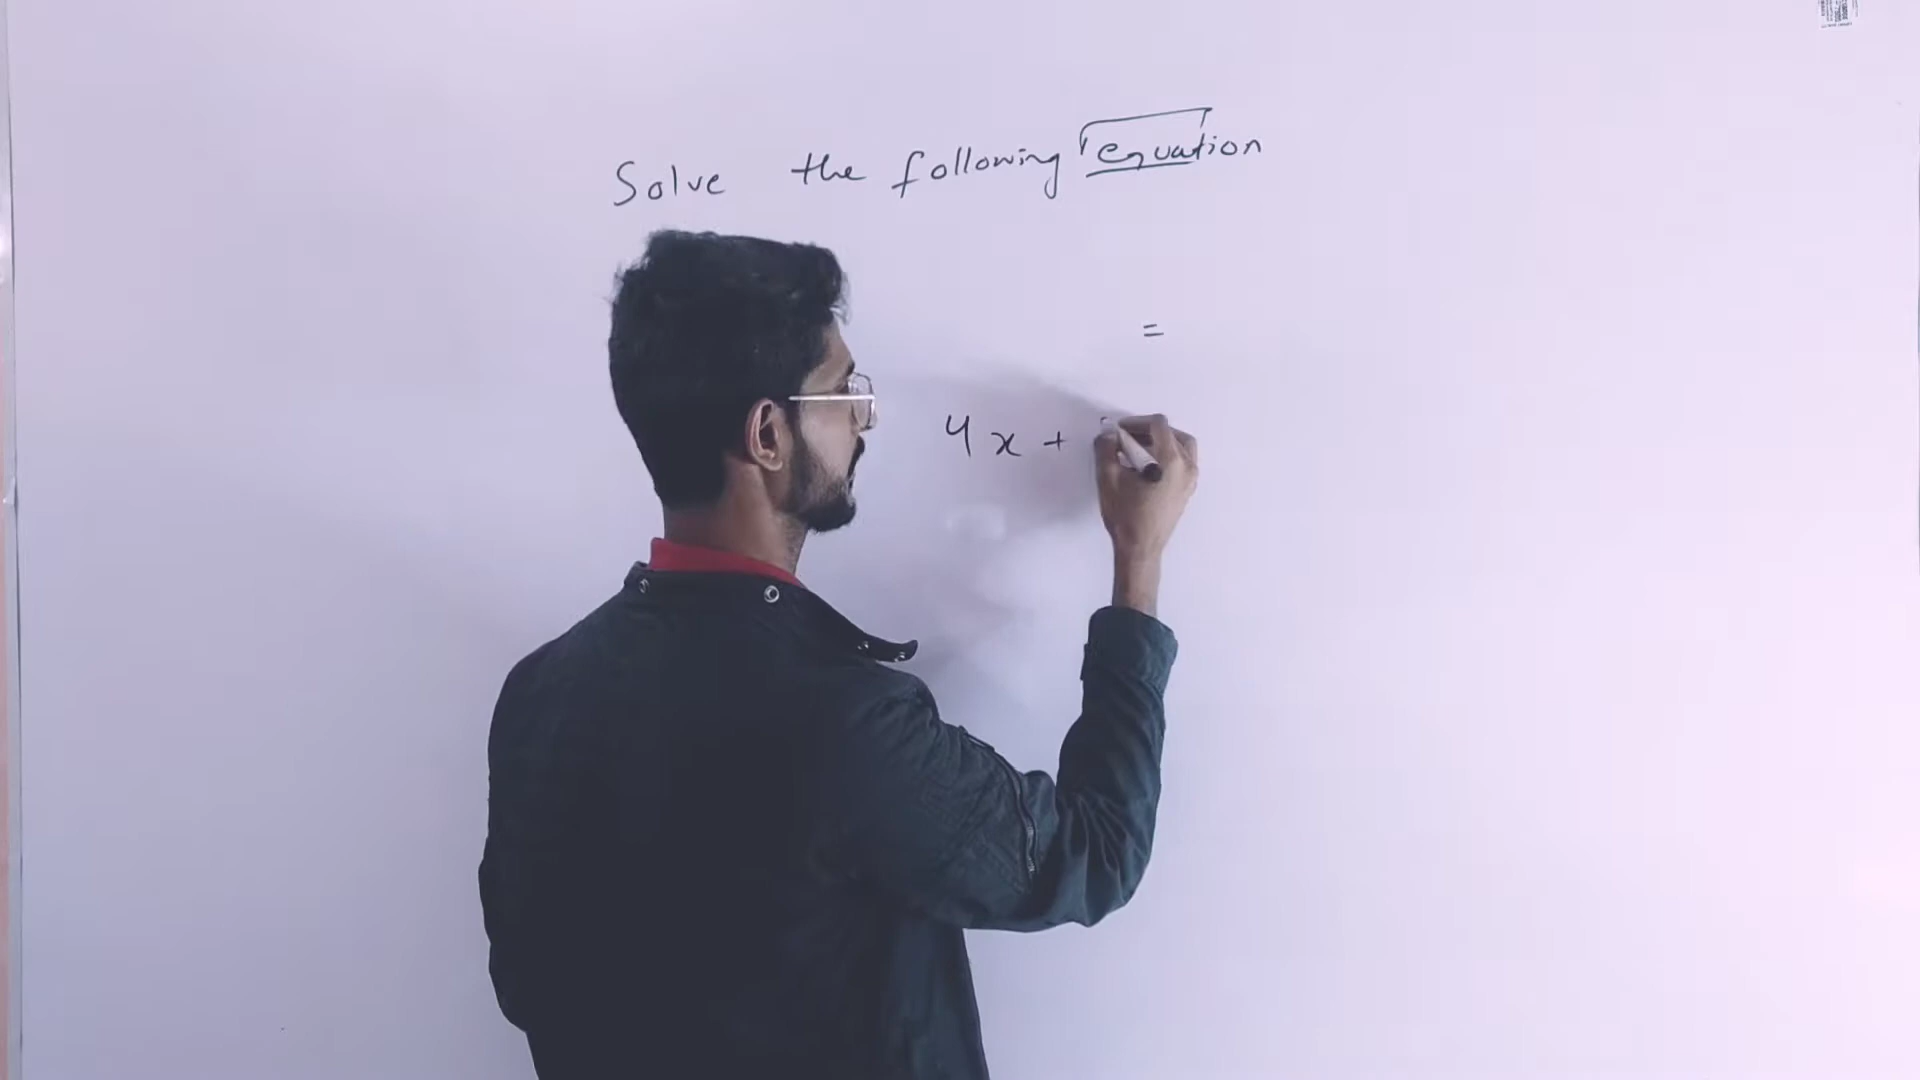 Solve the following equation
=
4x +